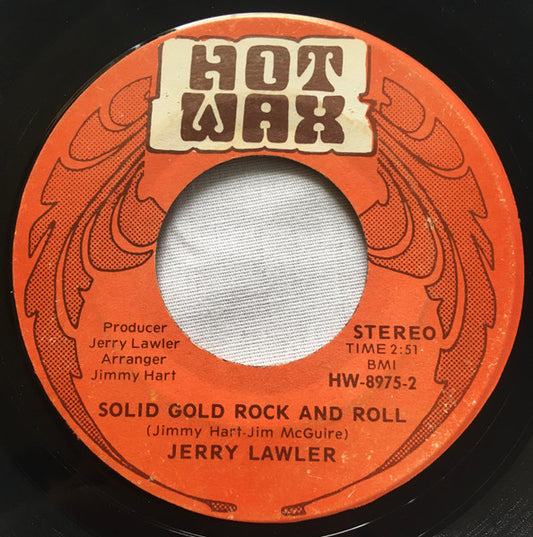 HOT
WAX
Producer
Jerry Lawler
Arranger
Jimmy Hart
STEREO
TIME 2:51
BMI
HW-8975-2
SOLID GOLD ROCK AND ROLL
(Jimmy Hart-Jim McGuire)
JERRY LAWLER